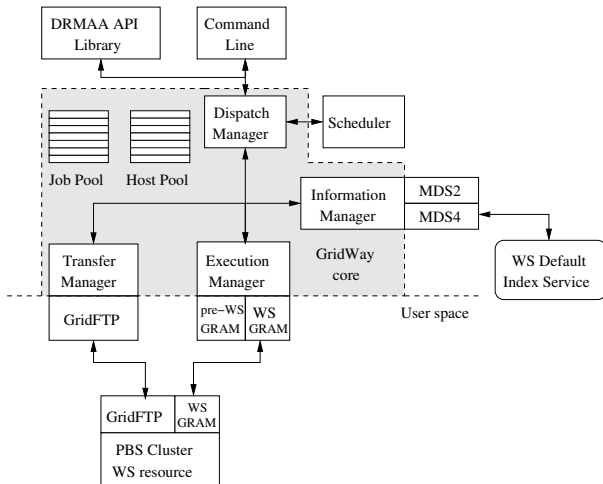 DRMAA API
Library
Command
Line
Dispatch
Manager
Scheduler
Job Pool
Host Pool
Information
Manager
MDS2
MDS4
Transfer
Manager
Execution
Manager
GridWay
core
WS Default
Index Service
GridFTP
pre-WS
GRAM
WS
GRAM
User space
GridFTP
WS
GRAM
PBS Cluster
WS resource